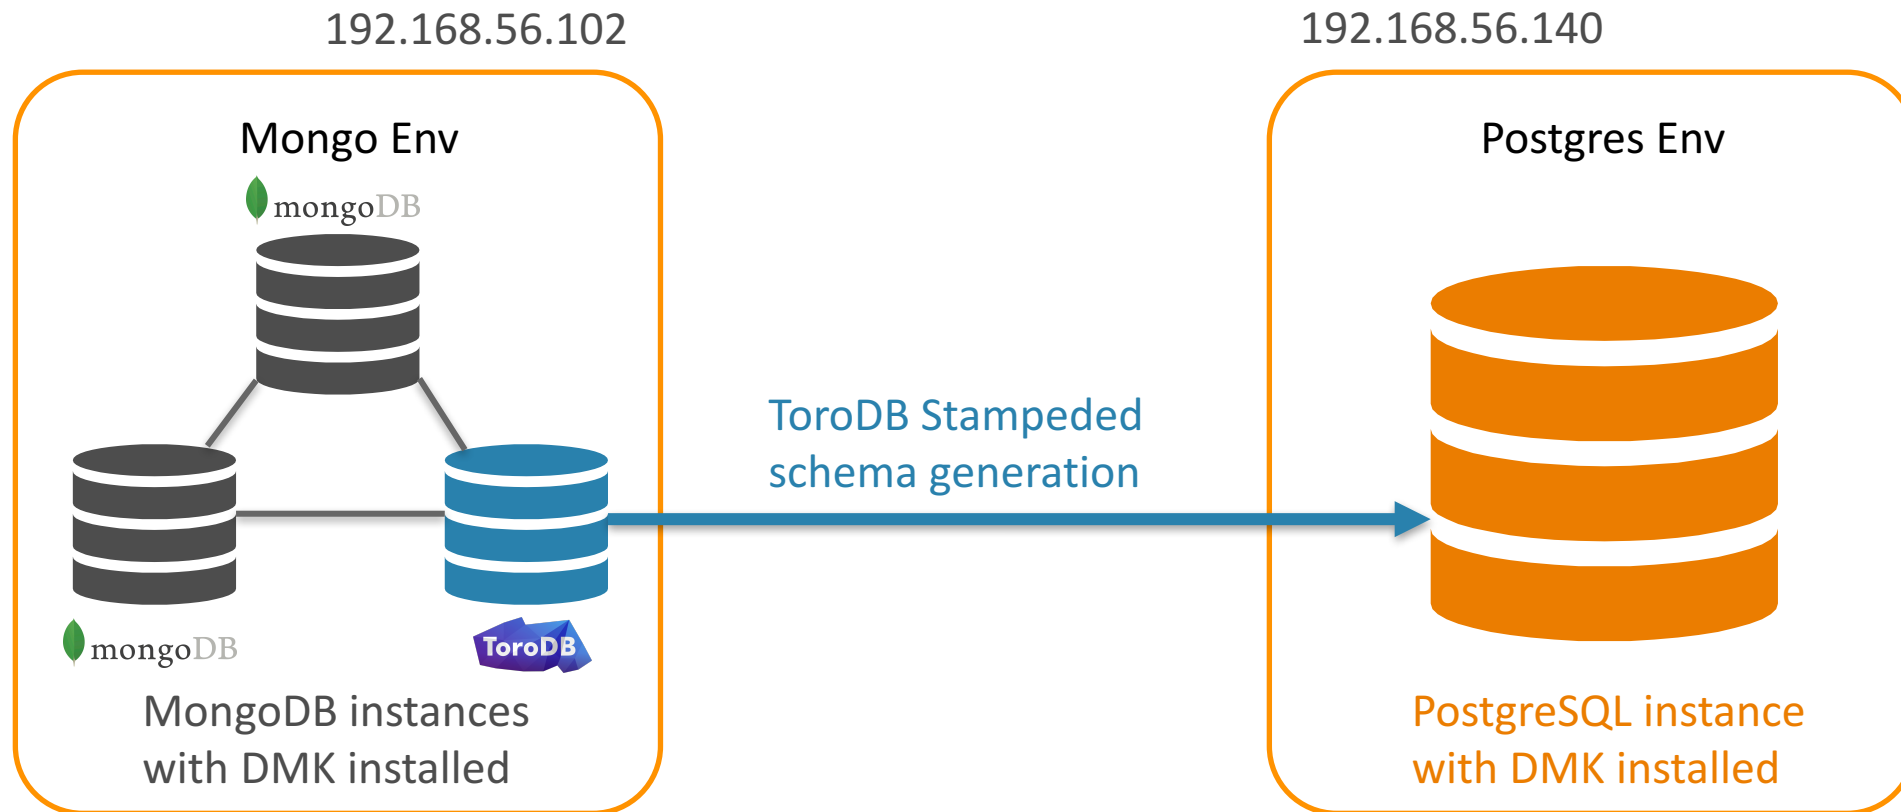 192.168.56.102
192.168.56.140
Mongo Env
mongoDB
mongoDB
ToroDB
MongoDB instances
with DMK installed
ToroDB Stampeded
schema generation
Postgres Env
PostgreSQL instance
with DMK installed